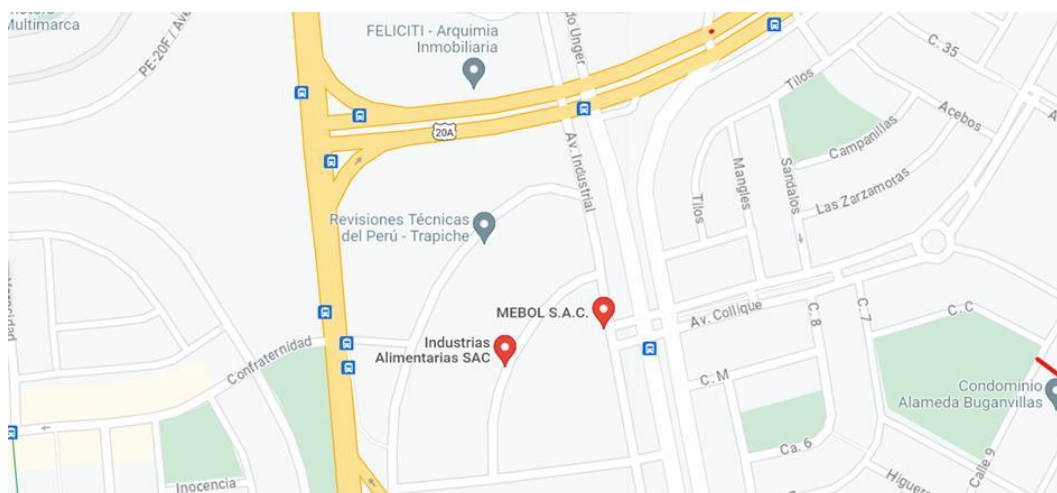 Multimarca
PE-20F / Ave
FELICITI - Arquimia
Inmobiliaria
do Unger
C. 35
Tilos
Acebos
Campanillas
20A
Av. Industrial
Mangles
Sandalos
Las Zarzamoras
Tilos
Revisiones Técnicas
del Perú - Trapiche
MEBOL S.A.C.
Av. Collique
C. 8
C. 7
C. C
Industrias
Alimentarias SAC
Confraternidad
C. M
Condominio
Alameda Buganvillas
Ca. 6
Calle 9
Higuera
Inocencia